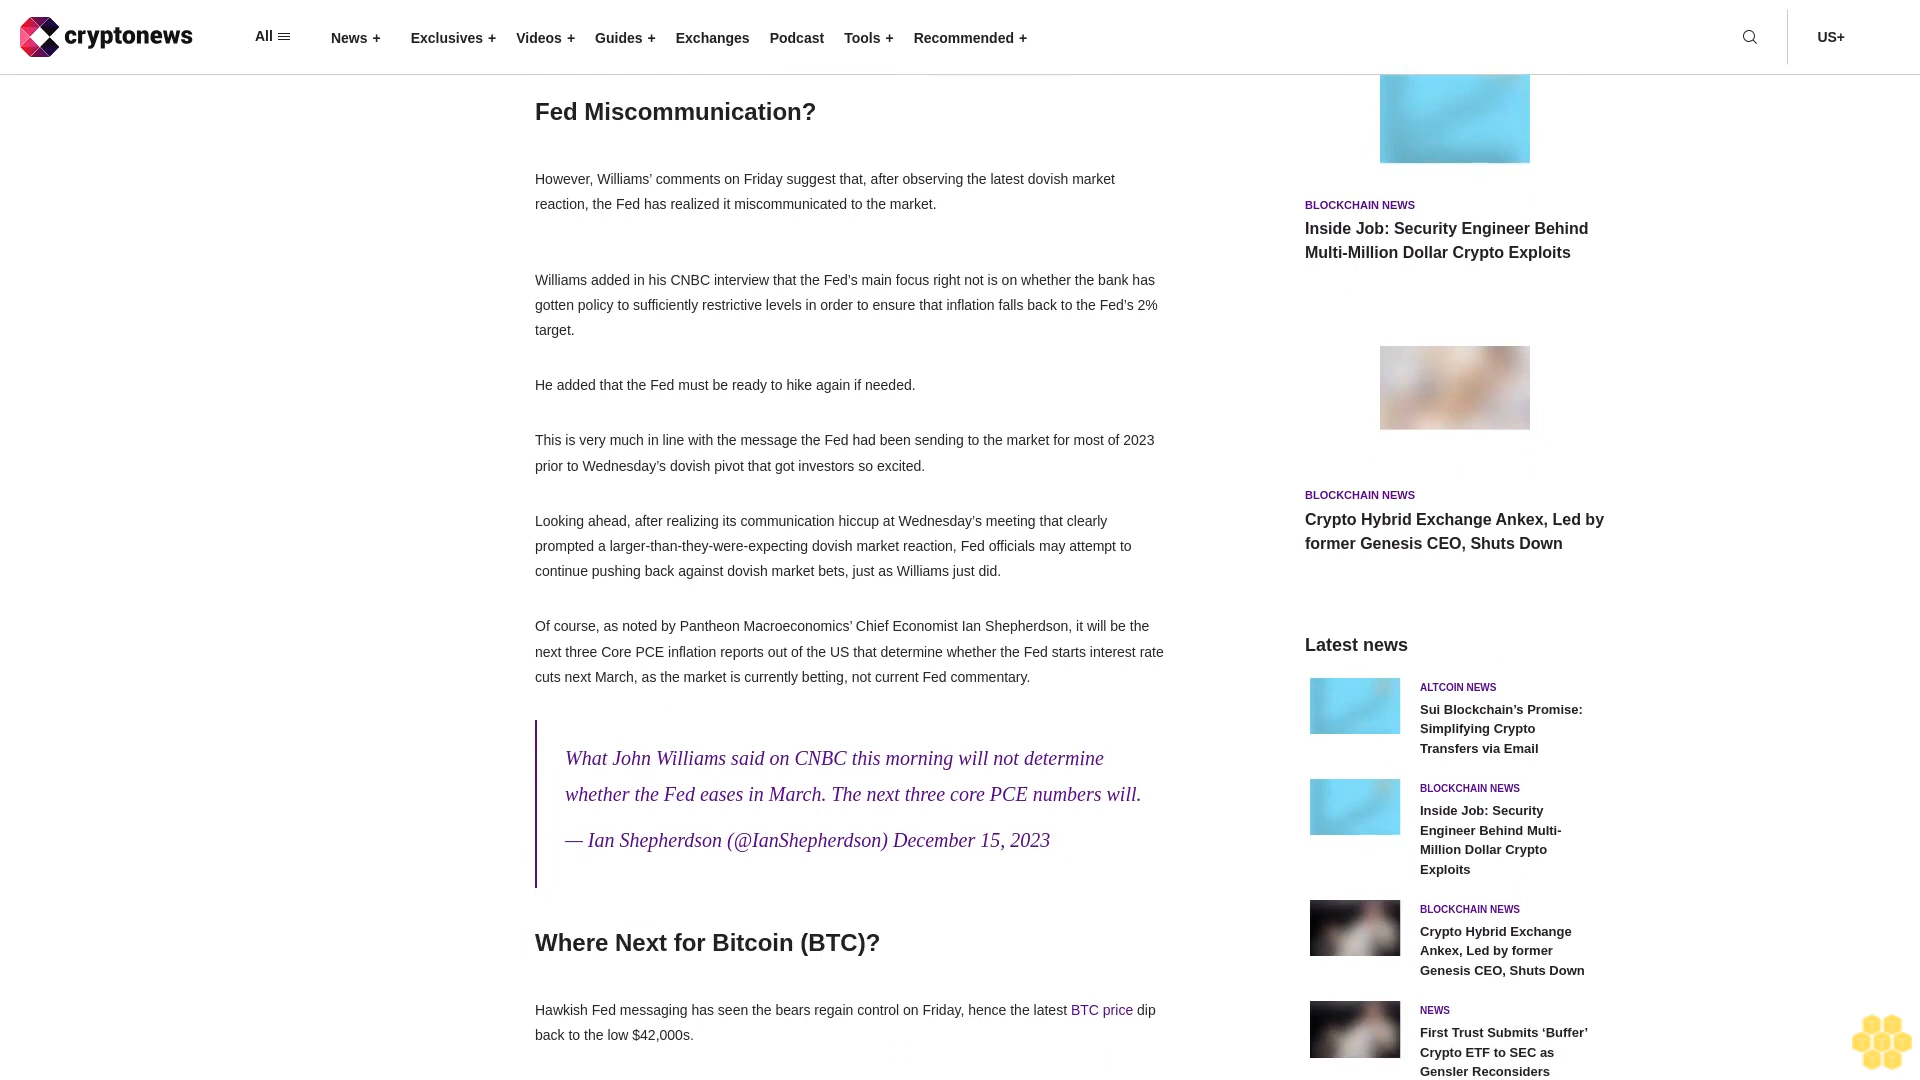 cryptonews
All
News +
Exclusives +
Videos +
Guides +
Exchanges
Podcast
Tools +
Recommended +
US+
Fed Miscommunication?
However, Williams’ comments on Friday suggest that, after observing the latest dovish market
reaction, the Fed has realized it miscommunicated to the market.
Williams added in his CNBC interview that the Fed’s main focus right not is on whether the bank has
gotten policy to sufficiently restrictive levels in order to ensure that inflation falls back to the Fed’s 2%
target.
He added that the Fed must be ready to hike again if needed.
This is very much in line with the message the Fed had been sending to the market for most of 2023
prior to Wednesday’s dovish pivot that got investors so excited.
Looking ahead, after realizing its communication hiccup at Wednesday’s meeting that clearly
prompted a larger-than-they-were-expecting dovish market reaction, Fed officials may attempt to
continue pushing back against dovish market bets, just as Williams just did.
Of course, as noted by Pantheon Macroeconomics’ Chief Economist Ian Shepherdson, it will be the
next three Core PCE inflation reports out of the US that determine whether the Fed starts interest rate
cuts next March, as the market is currently betting, not current Fed commentary.
What John Williams said on CNBC this morning will not determine
whether the Fed eases in March. The next three core PCE numbers will.
— Ian Shepherdson (@IanShepherdson) December 15, 2023
Where Next for Bitcoin (BTC)?
Hawkish Fed messaging has seen the bears regain control on Friday, hence the latest BTC price dip
back to the low $42,000s.
BLOCKCHAIN NEWS
Inside Job: Security Engineer Behind
Multi-Million Dollar Crypto Exploits
BLOCKCHAIN NEWS
Crypto Hybrid Exchange Ankex, Led by
former Genesis CEO, Shuts Down
Latest news
ALTCOIN NEWS
Sui Blockchain’s Promise:
Simplifying Crypto
Transfers via Email
BLOCKCHAIN NEWS
Inside Job: Security
Engineer Behind Multi-
Million Dollar Crypto
Exploits
BLOCKCHAIN NEWS
Crypto Hybrid Exchange
Ankex, Led by former
Genesis CEO, Shuts Down
NEWS
First Trust Submits ‘Buffer’
Crypto ETF to SEC as
Gensler Reconsiders